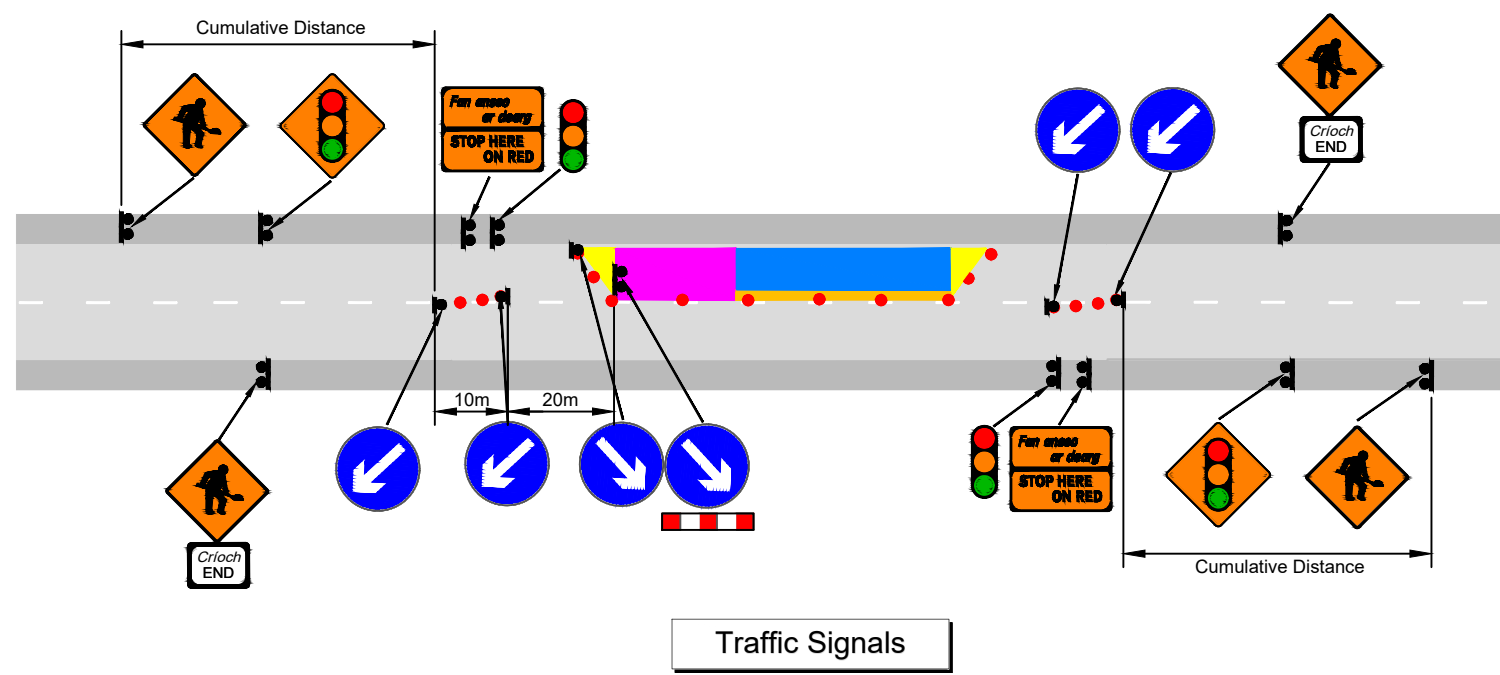 Cumulative Distance
Fan anseo
ar dearg
STOP HERE
ON RED
Críoch
END
10m
20m
Críoch
END
Fan anseo
ar dearg
STOP HERE
ON RED
Cumulative Distance
Traffic Signals